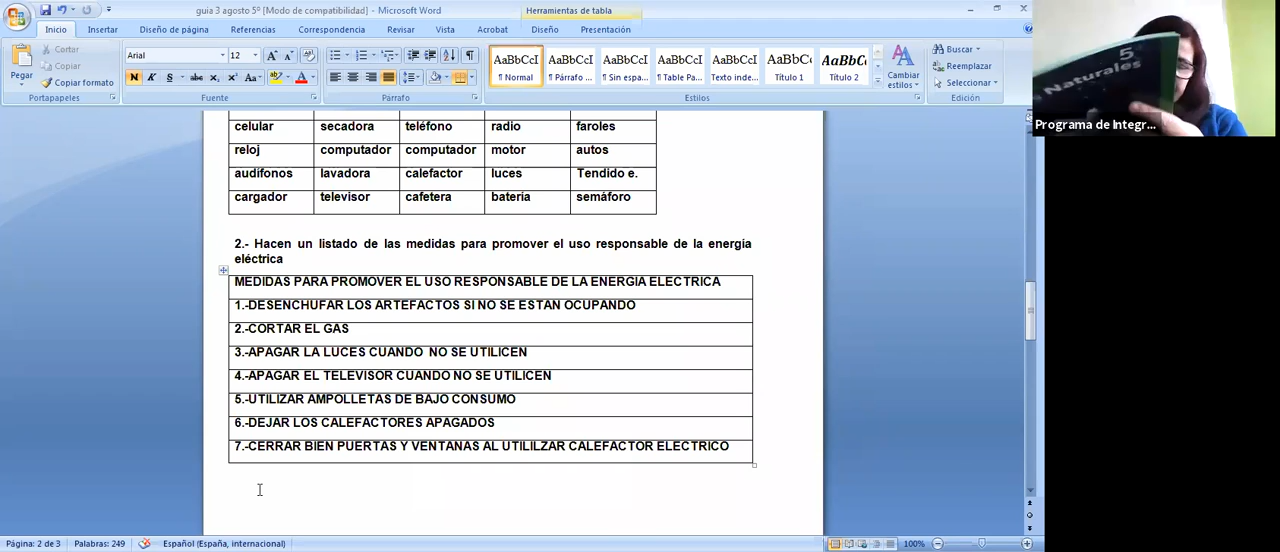 guia 3 agosto 5º [Modo de compatibilidad] - Microsoft Word
Herramientas de tabla
Inicio Insertar Diseño de página Referencias Correspondencia Revisar Vista Acrobat Diseño Presentación
Cortar
Copiar
Copiar formato
Pegar
Portapapeles
Arial 12
Fuente
Párrafo
AaBbCcI AaBbCcI AaBbCcI AaBbCcI AaBbCcI AaBbC AaBbC
¶ Normal ¶ Párrafo ... ¶ Sin espa... ¶ Table Pa... Texto inde... Título 1 Título 2
Cambiar estilos
Estilos
Buscar
Reemplazar
Seleccionar
Edición
5
Naturales
Programa de Integr...
celular secadora teléfono radio faroles
reloj computador computador motor autos
audífonos lavadora calefactor luces Tendido e.
cargador televisor cafetera batería semáforo
2.- Hacen un listado de las medidas para promover el uso responsable de la energía
eléctrica
MEDIDAS PARA PROMOVER EL USO RESPONSABLE DE LA ENERGIA ELECTRICA
1.-DESENCHUFAR LOS ARTEFACTOS SI NO SE ESTAN OCUPANDO
2.-CORTAR EL GAS
3.-APAGAR LA LUCES CUANDO NO SE UTILICEN
4.-APAGAR EL TELEVISOR CUANDO NO SE UTILICEN
5.-UTILIZAR AMPOLLETAS DE BAJO CONSUMO
6.-DEJAR LOS CALEFACTORES APAGADOS
7.-CERRAR BIEN PUERTAS Y VENTANAS AL UTILILZAR CALEFACTOR ELECTRICO
Página: 2 de 3 Palabras: 249 Español (España, internacional) 100%